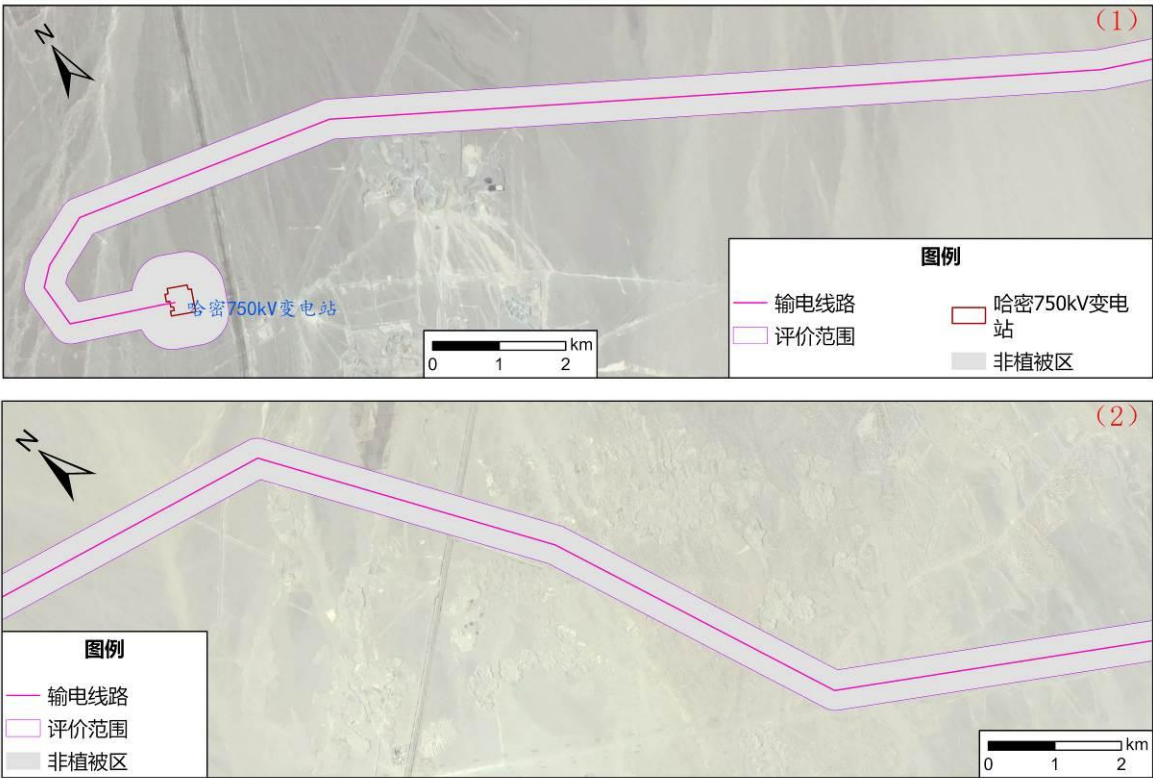 （1）
N
哈密750kV变电站
图例
输电线路
评价范围
哈密750kV变电
站
非植被区
km
0 1 2
（2）
N
图例
输电线路
评价范围
非植被区
km
0 1 2